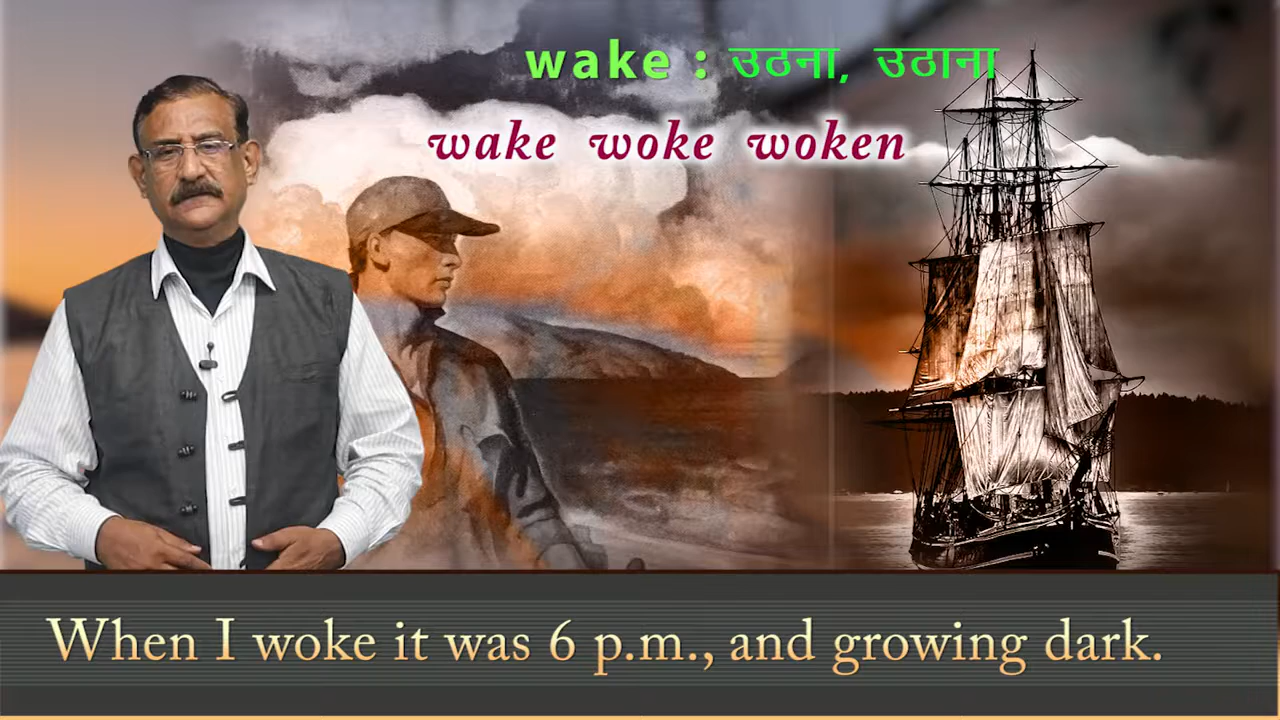 wake : उठना, उठाना
wake woke woken
When I woke it was 6 p.m., and growing dark.